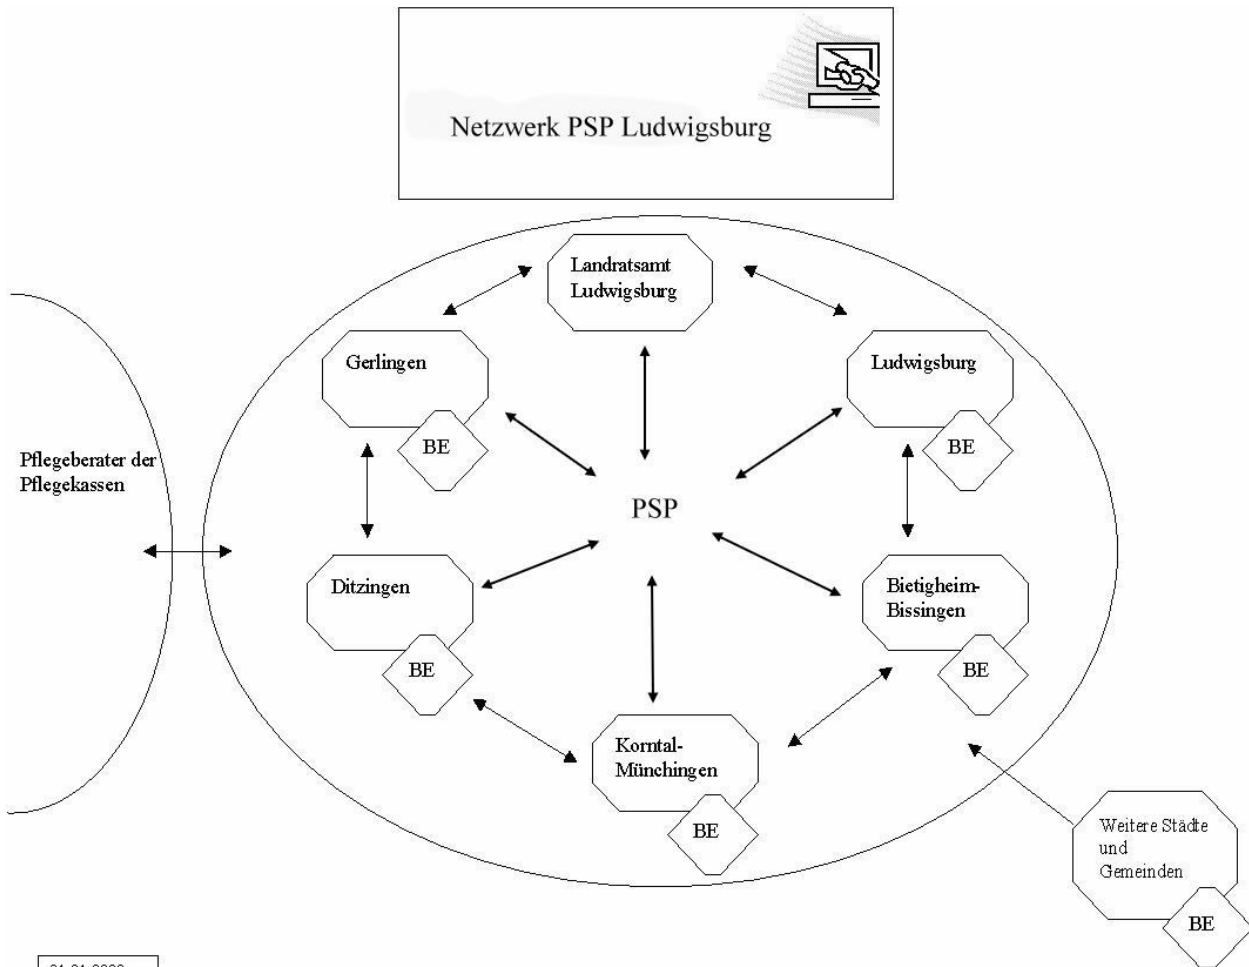 Netzwerk PSP Ludwigsburg
Landratsamt
Ludwigsburg
Gerlingen
BE
Ludwigsburg
BE
Pflegeberater der
Pflegekassen
PSP
Ditzingen
BE
Bietigheim-
Bissingen
BE
Korntal-
Münchingen
BE
Weitere Städte
und
Gemeinden
BE